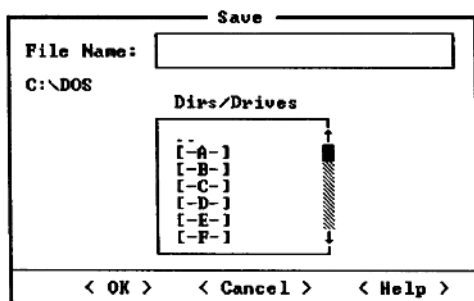 Save
File Name:
C:\DOS
Dirs/Drives
..
[-A-]
[-B-]
[-C-]
[-D-]
[-E-]
[-F-]
< OK > < Cancel > < Help >